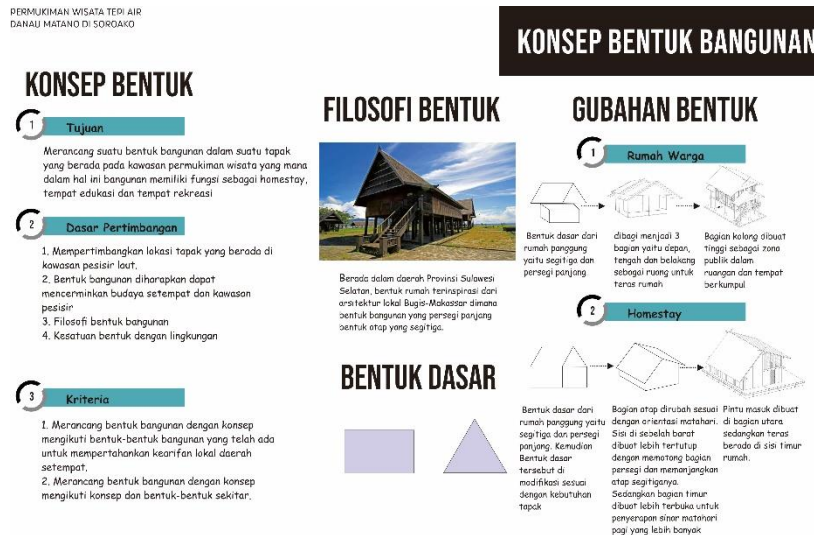 PERMUKIMAN WISATA TEPI AIR
DANAU MATANO DI SOROAKO
KONSEP BENTUK BANGUNAN
KONSEP BENTUK
1 Tujuan
Merancang suatu bentuk bangunan dalam suatu tapak
yang berada pada kawasan permukiman wisata yang mana
dalam hal ini bangunan memiliki fungsi sebagai homestay,
tempat edukasi dan tempat rekreasi
2 Dasar Pertimbangan
1. Mempertimbangkan lokasi tapak yang berada di
kawasan pesisir laut.
2. Bentuk bangunan diharapkan dapat
mencerminkan budaya setempat dan kawasan
pesisir
3. Filosofi bentuk bangunan
4. Kesatuan bentuk dengan lingkungan
3 Kriteria
1. Merancang bentuk bangunan dengan konsep
mengikuti bentuk-bentuk bangunan yang telah ada
untuk mempertahankan kearifan lokal daerah
setempat.
2. Merancang bentuk bangunan dengan konsep
mengikuti konsep dan bentuk-bentuk sekitar.
FILOSOFI BENTUK
Berada dalam daerah Provinsi Sulawesi
Selatan, bentuk rumah terinspirasi dari
arsitektur lokal Bugis-Makassar dimana
bentuk bangunan yang persegi panjang
bentuk atap yang segitiga.
BENTUK DASAR
GUBAHAN BENTUK
1 Rumah Warga
Bentuk dasar dari
rumah panggung
yaitu segitiga dan
persegi panjang
dibagi menjadi 3
bagian yaitu depan,
tengah dan belakang
sebagai ruang untuk
teras rumah
Bagian kolong dibuat
tinggi sebagai zona
publik dalam
ruangan dan tempat
berkumpul
2 Homestay
Bentuk dasar dari
rumah panggung yaitu
segitiga dan persegi
panjang. Kemudian
Bentuk dasar
tersebut di
modifikasi sesuai
dengan kebutuhan
tapak
Bagian atap dirubah sesuai
dengan orientasi matahari.
Sisi di sebelah barat
dibuat lebih tertutup
dengan memotong bagian
persegi dan memanjangkan
atap segitiganya.
Sedangkan bagian timur
dibuat lebih terbuka untuk
penyerapan sinar matahari
pagi yang lebih banyak
Pintu masuk dibuat
di bagian utara
sedangkan teras
berada di sisi timur
rumah.